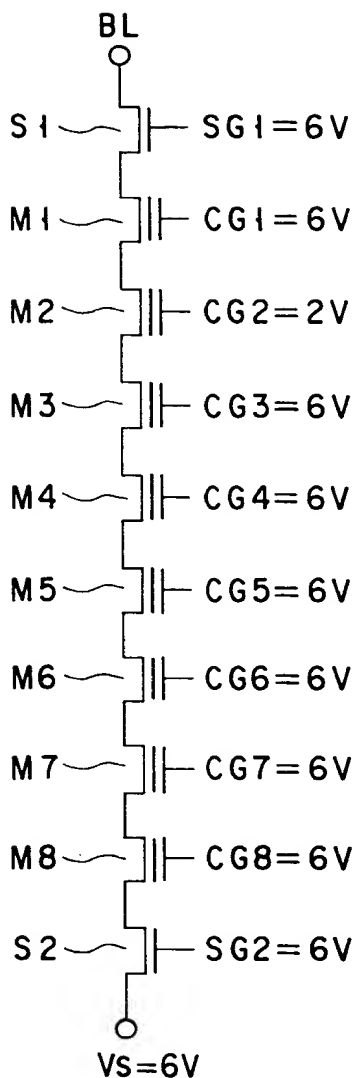 BL
S1 SG1=6V
M1 CG1=6V
M2 CG2=2V
M3 CG3=6V
M4 CG4=6V
M5 CG5=6V
M6 CG6=6V
M7 CG7=6V
M8 CG8=6V
S2 SG2=6V
Vs=6V